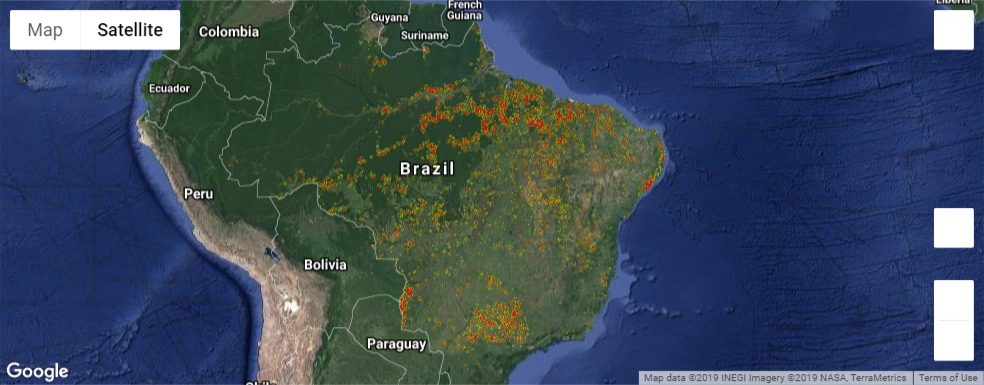 Liberia
French
Guiana
Guyana
Map Satellite
Colombia
Suriname
Ecuador
Brazil
Peru
Bolivia
Paraguay
Google
Map data ©2019 INEGI Imagery ©2019 NASA, TerraMetrics Terms of Use